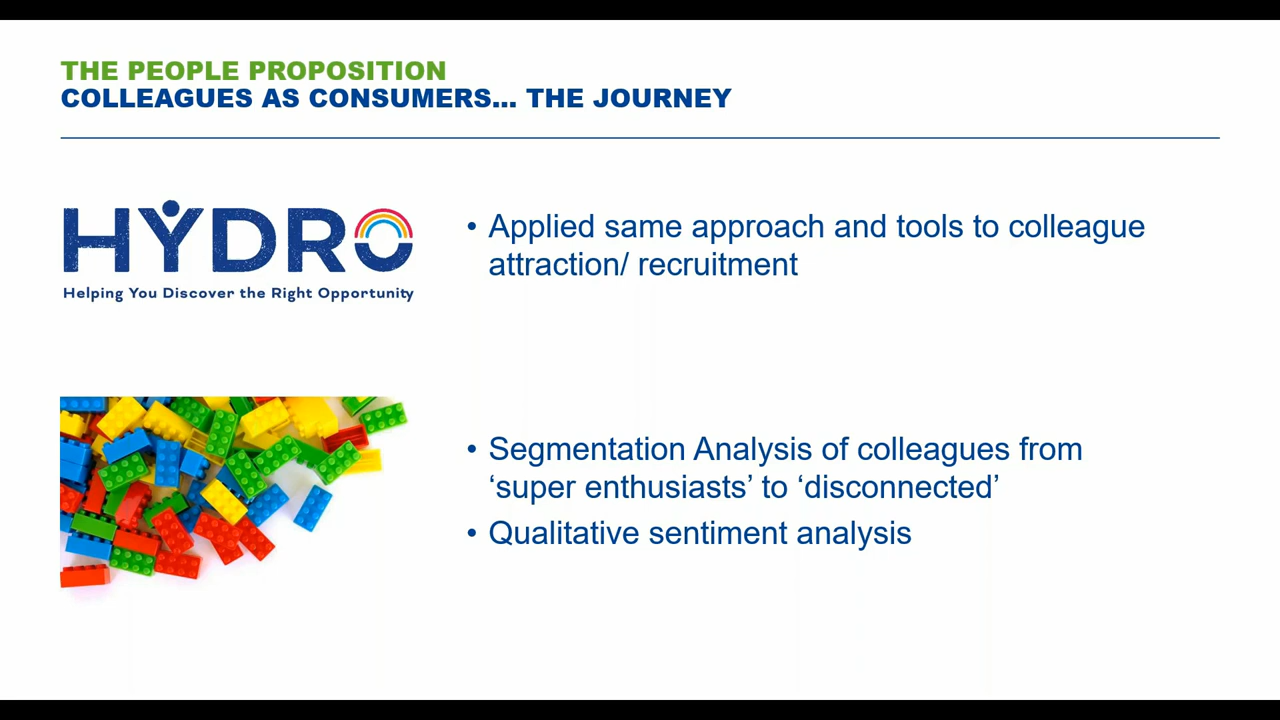 THE PEOPLE PROPOSITION
COLLEAGUES AS CONSUMERS... THE JOURNEY
HYDRO
Helping You Discover the Right Opportunity
• Applied same approach and tools to colleague
attraction/ recruitment
• Segmentation Analysis of colleagues from
‘super enthusiasts’ to ‘disconnected’
• Qualitative sentiment analysis